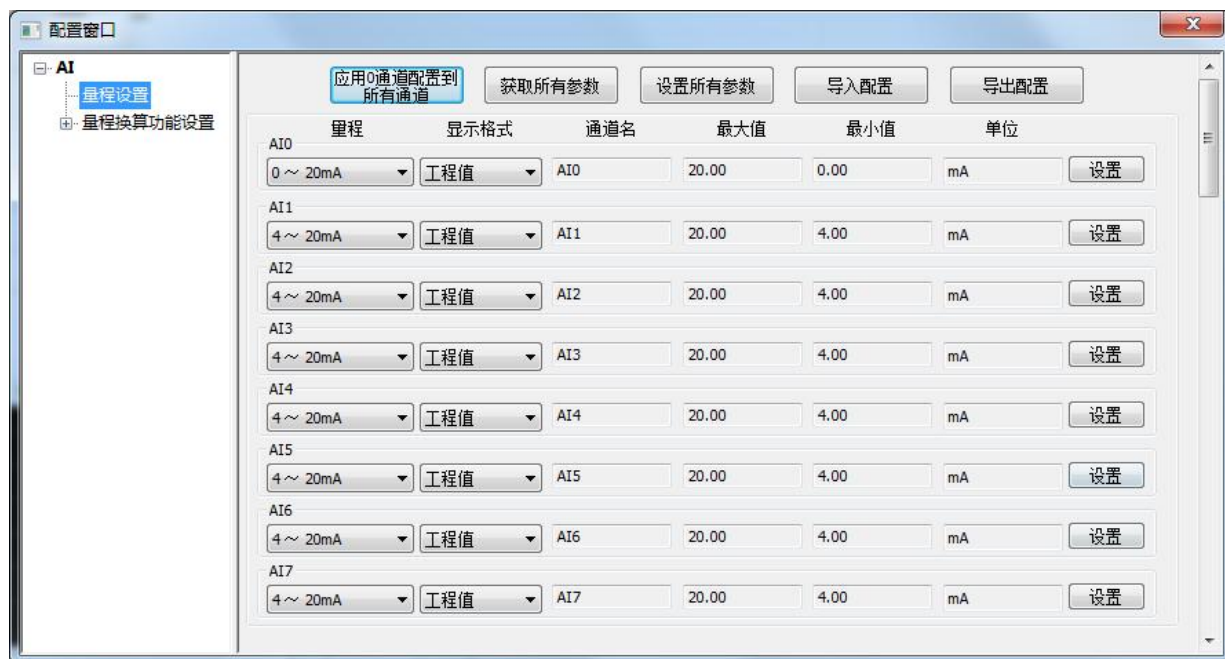 配置窗口
AI
量程设置
量程换算功能设置
应用0通道配置到
所有通道
获取所有参数
设置所有参数
导入配置
导出配置
量程 显示格式 通道名 最大值 最小值 单位
AI0
0～ 20mA 工程值 AI0 20.00 0.00 mA 设置
AI1
4～ 20mA 工程值 AI1 20.00 4.00 mA 设置
AI2
4～ 20mA 工程值 AI2 20.00 4.00 mA 设置
AI3
4～ 20mA 工程值 AI3 20.00 4.00 mA 设置
AI4
4～ 20mA 工程值 AI4 20.00 4.00 mA 设置
AI5
4～ 20mA 工程值 AI5 20.00 4.00 mA 设置
AI6
4～ 20mA 工程值 AI6 20.00 4.00 mA 设置
AI7
4～ 20mA 工程值 AI7 20.00 4.00 mA 设置